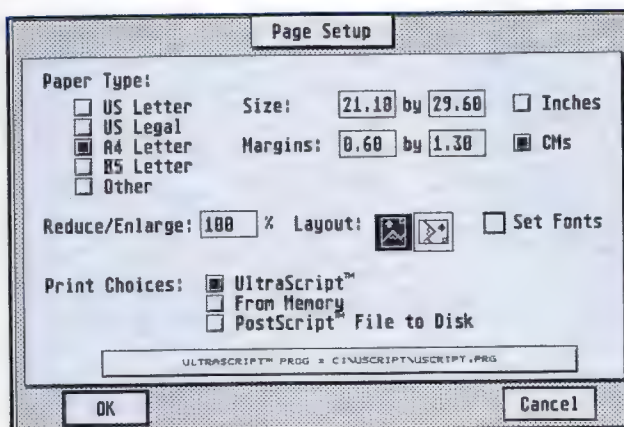 Page Setup
Paper Type:
US Letter Size: 21.10 by 29.60 Inches
US Legal
A4 Letter Margins: 0.60 by 1.30 CMs
B5 Letter
Other
Reduce/Enlarge: 100 % Layout: Set Fonts
Print Choices: UltraScript™
From Memory
PostScript™ File to Disk
ULTRASCRIPT™ PROG = C:\USCRIPT\USCRIPT.PRG
OK Cancel